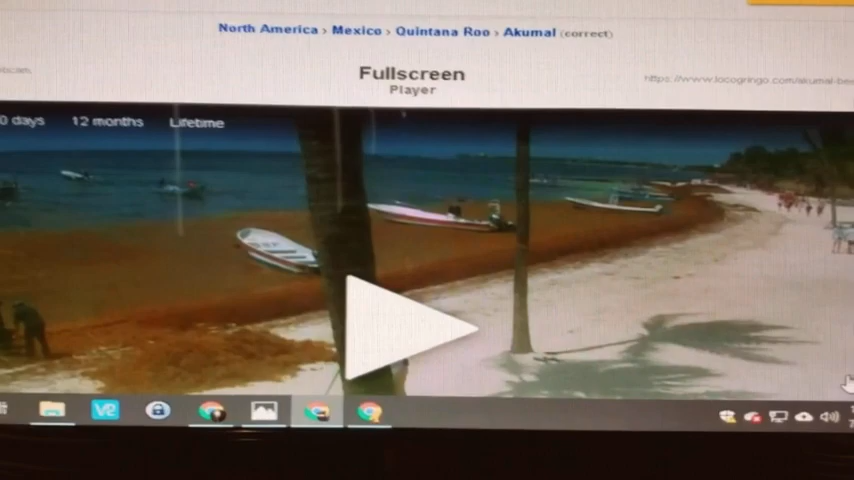 North America › Mexico › Quintana Roo › Akumal (correct)
Fullscreen
Player
https://www.locogringo.com/akumal-bea
0 days 12 months Lifetime